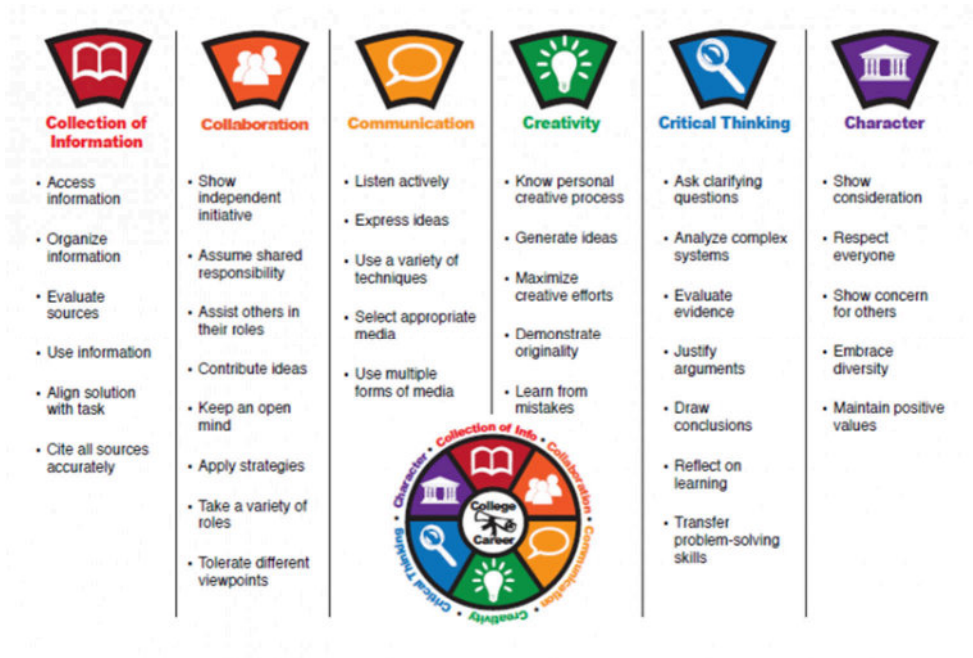 Collection of
Information
• Access
information
• Organize
information
• Evaluate
sources
• Use information
• Align solution
with task
• Cite all sources
accurately
Collaboration
• Show
independent
initiative
• Assume shared
responsibility
• Assist others in
their roles
• Contribute ideas
• Keep an open
mind
• Apply strategies
• Take a variety of
roles
• Tolerate different
viewpoints
Communication
• Listen actively
• Express ideas
• Use a variety of
techniques
• Select appropriate
media
• Use multiple
forms of media
Creativity
• Know personal
creative process
• Generate ideas
• Maximize
creative efforts
• Demonstrate
originality
• Learn from
mistakes
Critical Thinking
• Ask clarifying
questions
• Analyze complex
systems
• Evaluate
evidence
• Justify
arguments
• Draw
conclusions
• Reflect on
learning
• Transfer
problem-solving
skills
Character
• Show
consideration
• Respect
everyone
• Show concern
for others
• Embrace
diversity
• Maintain positive
values
• Collection of Info
• Collaboration
• Communication
• Creativity
• Critical Thinking
• Character
College
Career